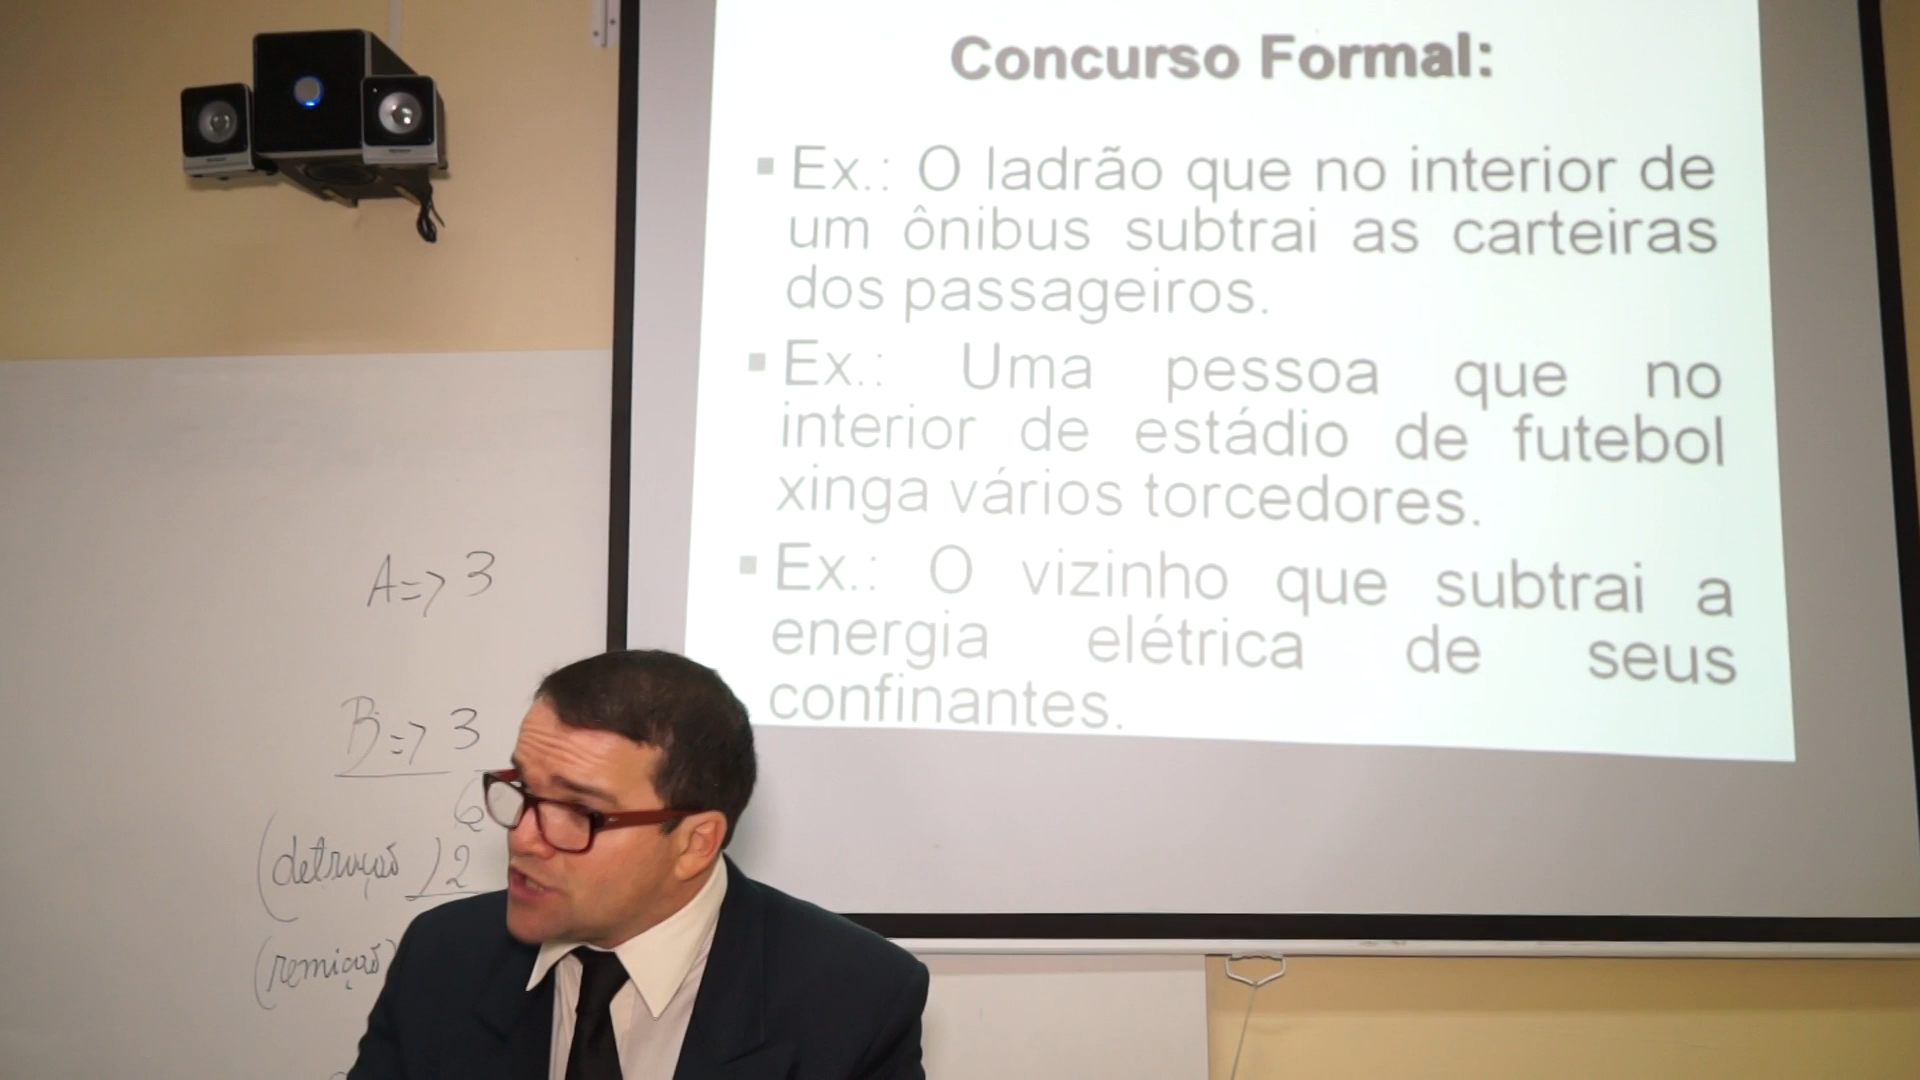 Concurso Formal:
▪ Ex.: O ladrão que no interior de
um ônibus subtrai as carteiras
dos passageiros.
▪ Ex.: Uma pessoa que no
interior de estádio de futebol
xinga vários torcedores.
▪ Ex.: O vizinho que subtrai a
energia elétrica de seus
confinantes.
A => 3
B => 3
6
(detração) 2
(remição)